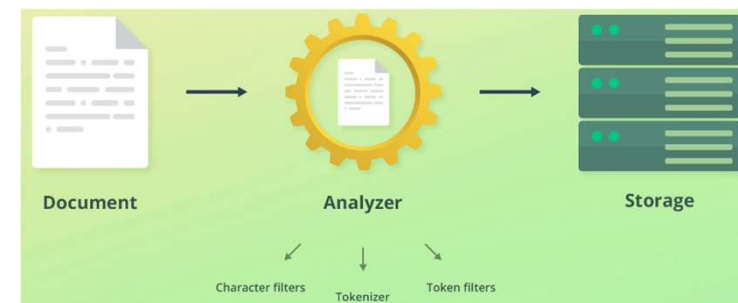 Document
Analyzer
Storage
Character filters
Tokenizer
Token filters